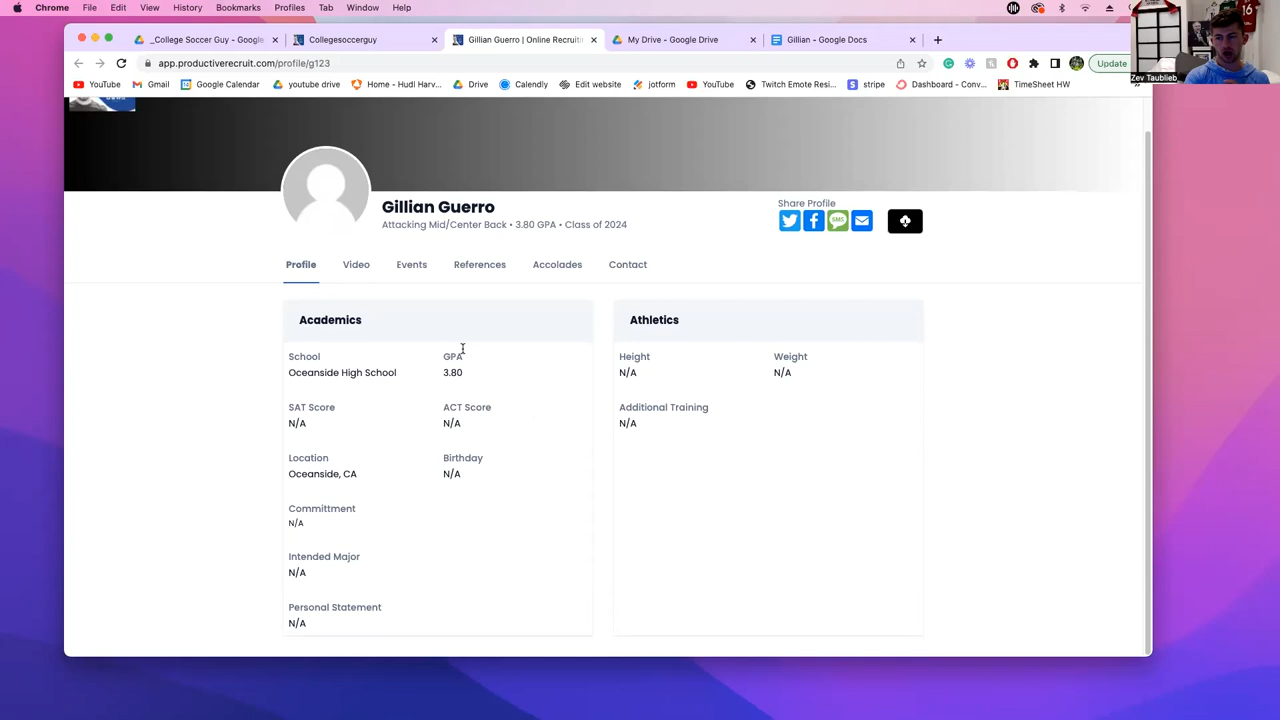 Chrome File Edit View History Bookmarks Profiles Tab Window Help
_College Soccer Guy - Google Collegesoccerguy Gillian Guerro | Online Recruiti My Drive - Google Drive Gillian - Google Docs
app.productiverecruit.com/profile/g123 Update
YouTube Gmail Google Calendar youtube drive Home - Hudl Harv... Drive Calendly Edit website jotform YouTube Twitch Emote Resi... stripe Dashboard - Conv... TimeSheet HW »
Zev Taublieb
Gillian Guerro
Attacking Mid/Center Back • 3.80 GPA • Class of 2024
Share Profile
SMS
Profile Video Events References Accolades Contact
Academics
School GPA
Oceanside High School 3.80
SAT Score ACT Score
N/A N/A
Location Birthday
Oceanside, CA N/A
Committment
N/A
Intended Major
N/A
Personal Statement
N/A
Athletics
Height Weight
N/A N/A
Additional Training
N/A